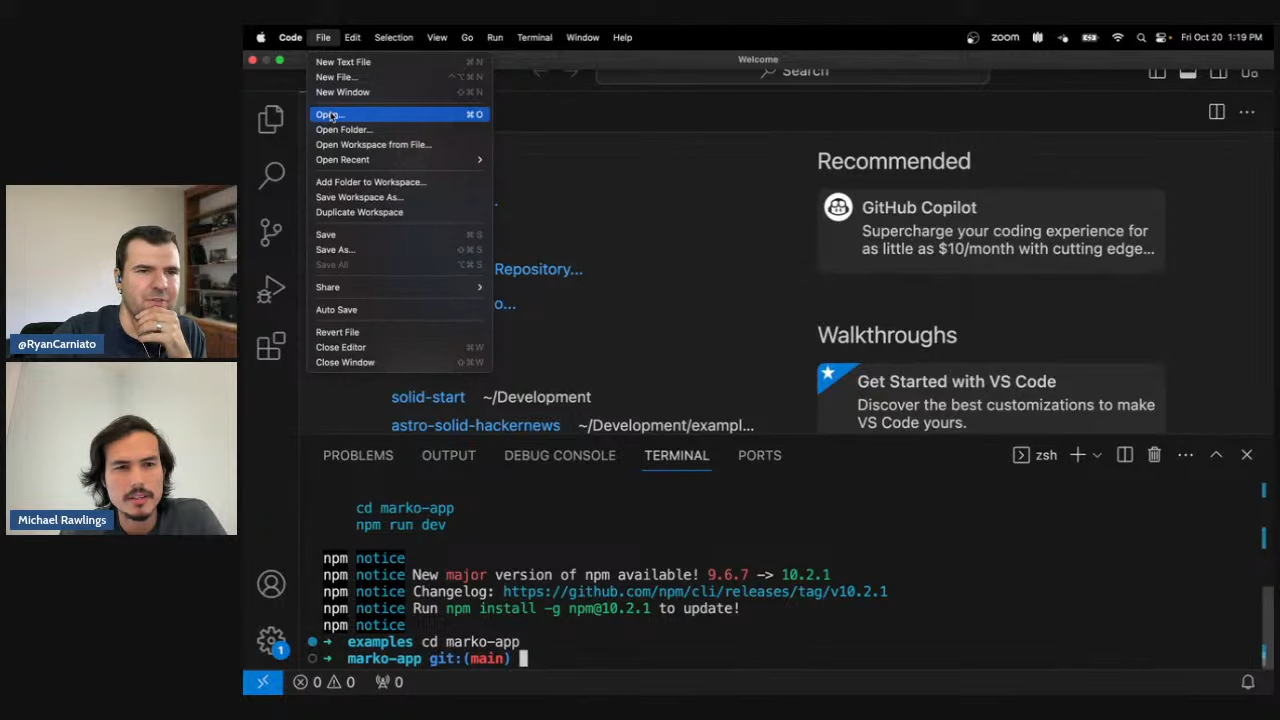 Code File Edit Selection View Go Run Terminal Window Help
zoom Fri Oct 20 1:19 PM
Welcome
Search
New Text File ⌘N
New File... ^⌥⌘N
New Window ⇧⌘N
Open... ⌘O
Open Folder...
Open Workspace from File...
Open Recent >
Add Folder to Workspace...
Save Workspace As...
Duplicate Workspace
Save ⌘S
Save As... ⇧⌘S
Save All ⌥⌘S
Share >
Auto Save
Revert File
Close Editor ⌘W
Close Window ⇧⌘W
Repository...
o...
solid-start ~/Development
astro-solid-hackernews ~/Development/exampl...
Recommended
GitHub Copilot
Supercharge your coding experience for
as little as $10/month with cutting edge...
Walkthroughs
Get Started with VS Code
Discover the best customizations to make
VS Code yours.
@RyanCarniato
Michael Rawlings
PROBLEMS OUTPUT DEBUG CONSOLE TERMINAL PORTS
zsh
cd marko-app
npm run dev
npm notice
npm notice New major version of npm available! 9.6.7 -> 10.2.1
npm notice Changelog: https://github.com/npm/cli/releases/tag/v10.2.1
npm notice Run npm install -g npm@10.2.1 to update!
npm notice
➜ examples cd marko-app
➜ marko-app git:(main)
1
0 0 0